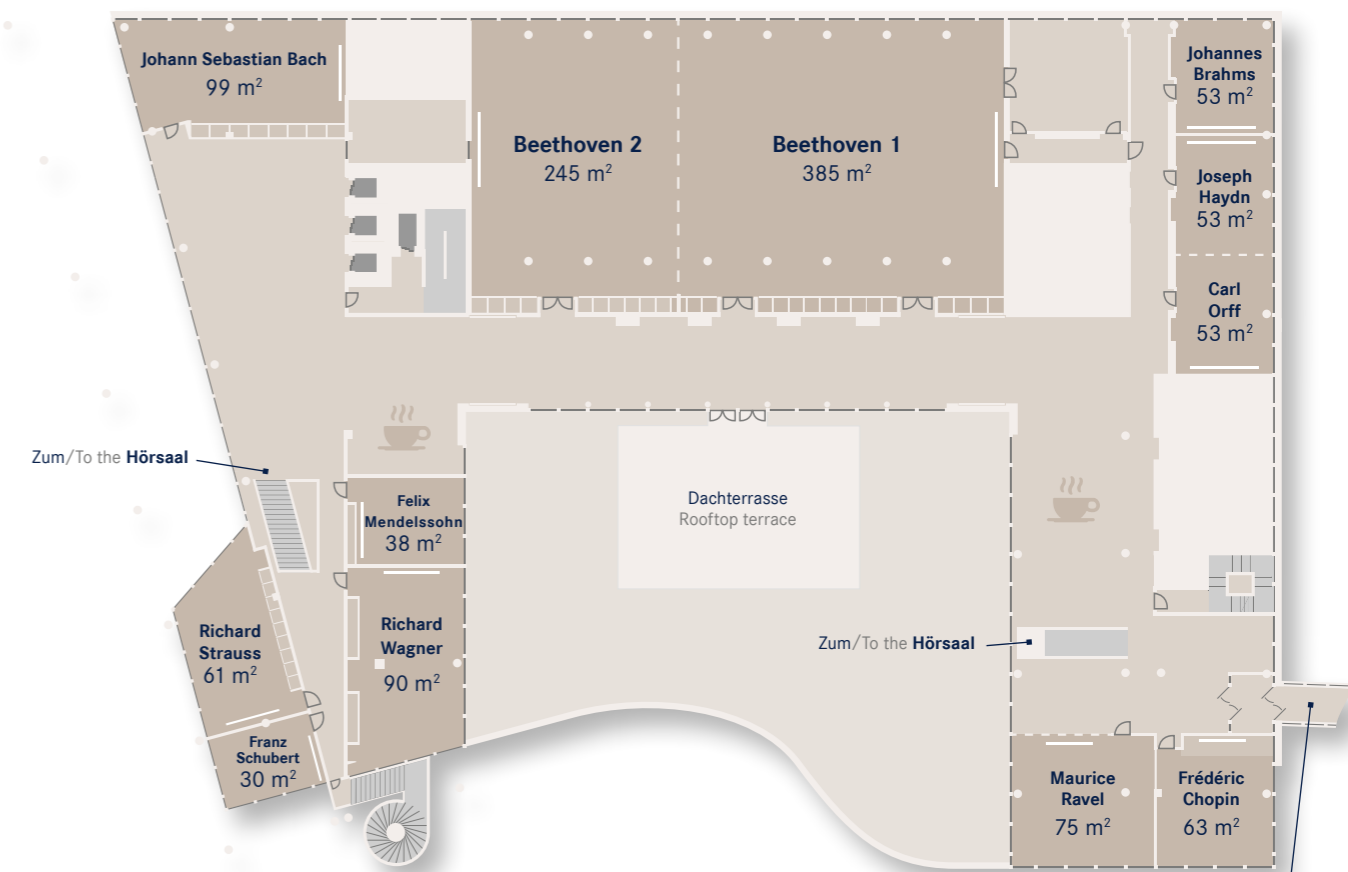 Johann Sebastian Bach
99 m²
Beethoven 2
245 m²
Beethoven 1
385 m²
Johannes
Brahms
53 m²
Joseph
Haydn
53 m²
Carl
Orff
53 m²
Zum/To the Hörsaal
Felix
Mendelssohn
38 m²
Dachterrasse
Rooftop terrace
Richard
Strauss
61 m²
Richard
Wagner
90 m²
Zum/To the Hörsaal
Franz
Schubert
30 m²
Maurice
Ravel
75 m²
Frédéric
Chopin
63 m²